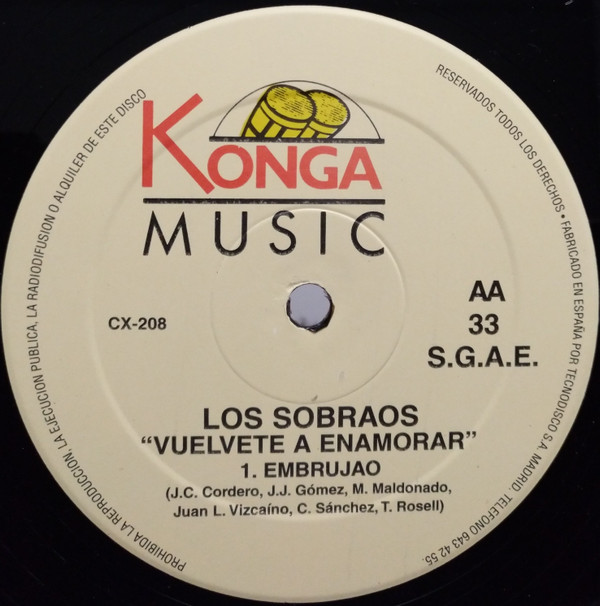 KONGA
MUSIC
CX-208
AA
33
S.G.A.E.
LOS SOBRAOS
“VUELVETE A ENAMORAR”
1. EMBRUJAO
(J.C. Cordero, J.J. Gómez, M. Maldonado,
Juan L. Vizcaíno, C. Sánchez, T. Rosell)
PROHIBIDA LA REPRODUCCION, LA EJECUCION PUBLICA, LA RADIODIFUSION O ALQUILER DE ESTE DISCO
RESERVADOS TODOS LOS DERECHOS • FABRICADO EN ESPAÑA POR TECNODISCO S.A. MADRID. TELEFONO 643 42 55.